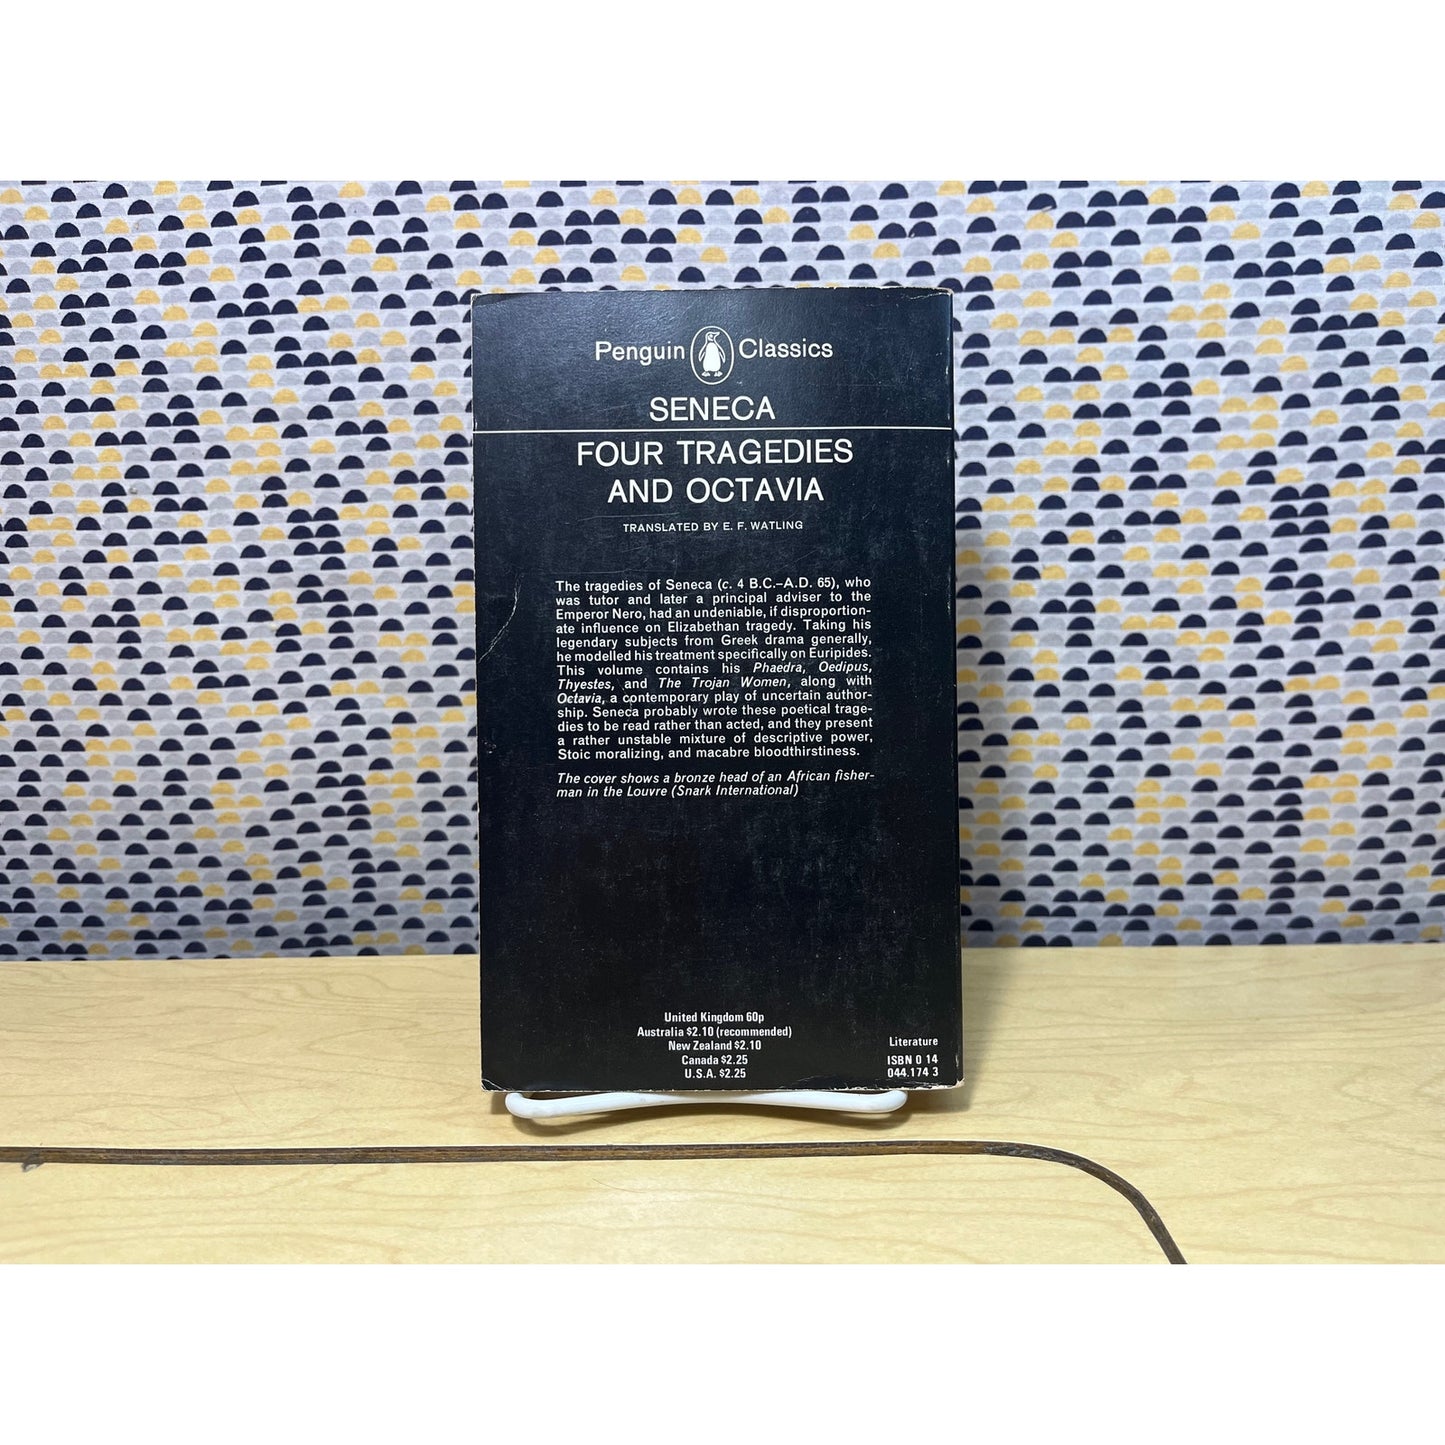 Penguin Classics
SENECA
FOUR TRAGEDIES
AND OCTAVIA
TRANSLATED BY E. F. WATLING
The tragedies of Seneca (c. 4 B.C.–A.D. 65), who
was tutor and later a principal adviser to the
Emperor Nero, had an undeniable, if disproportion-
ate influence on Elizabethan tragedy. Taking his
legendary subjects from Greek drama generally,
he modelled his treatment specifically on Euripides.
This volume contains his Phaedra, Oedipus,
Thyestes, and The Trojan Women, along with
Octavia, a contemporary play of uncertain author-
ship. Seneca probably wrote these poetical trage-
dies to be read rather than acted, and they present
a rather unstable mixture of descriptive power,
Stoic moralizing, and macabre bloodthirstiness.
The cover shows a bronze head of an African fisher-
man in the Louvre (Snark International)
United Kingdom 60p
Australia $2.10 (recommended)
New Zealand $2.10
Canada $2.25
U.S.A. $2.25
Literature
ISBN 0 14
044.174 3